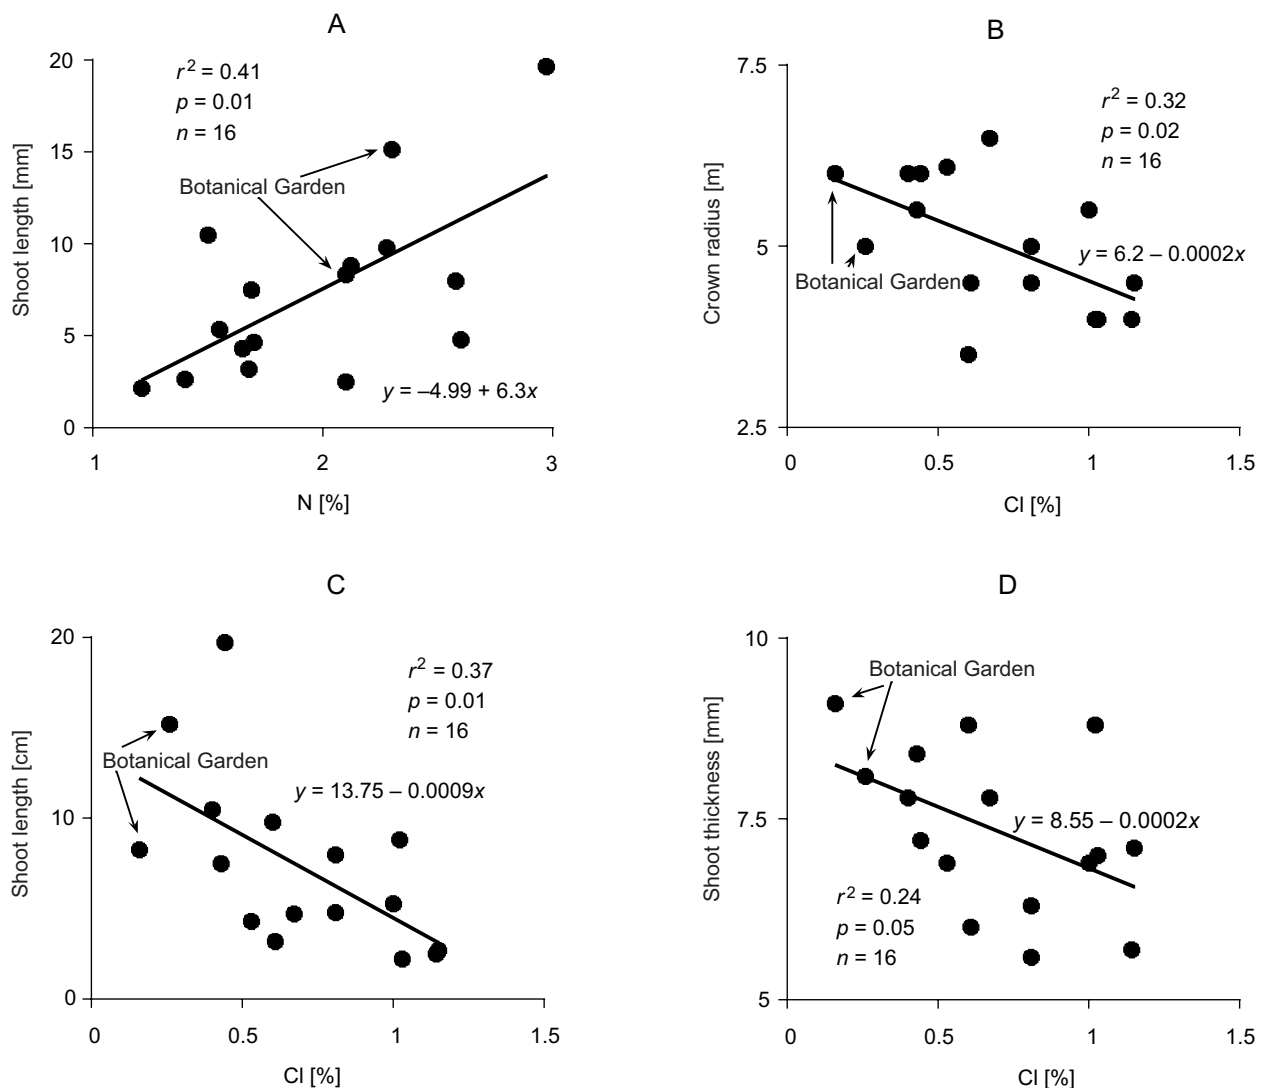 A
20
15
10
5
0
Shoot length [mm]
r² = 0.41
p = 0.01
n = 16
Botanical Garden
y = –4.99 + 6.3x
1
2
3
N [%]
B
7.5
5
2.5
Crown radius [m]
r² = 0.32
p = 0.02
n = 16
y = 6.2 – 0.0002x
Botanical Garden
0
0.5
1
1.5
Cl [%]
C
20
10
0
Shoot length [cm]
r² = 0.37
p = 0.01
n = 16
Botanical Garden
y = 13.75 – 0.0009x
0
0.5
1
1.5
Cl [%]
D
10
7.5
5
Shoot thickness [mm]
Botanical Garden
y = 8.55 – 0.0002x
r² = 0.24
p = 0.05
n = 16
0
0.5
1
1.5
Cl [%]